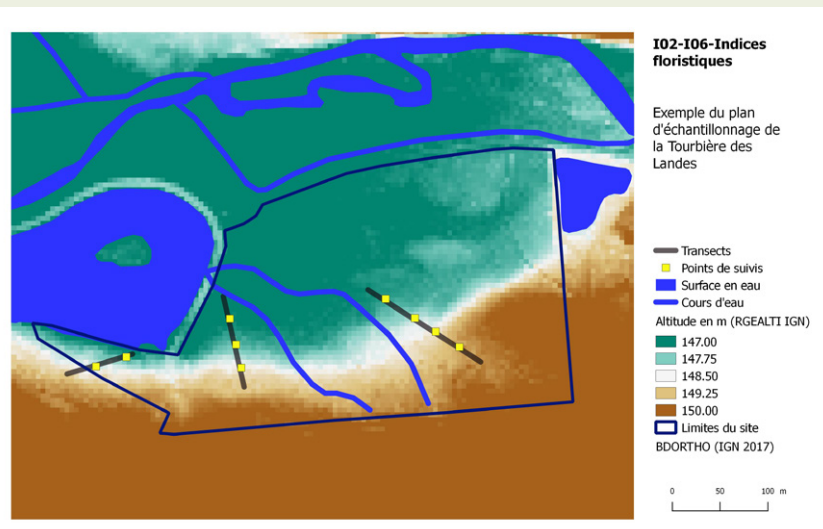 I02-I06-Indices
floristiques
Exemple du plan
d'échantillonnage de
la Tourbière des
Landes
Transects
Points de suivis
Surface en eau
Cours d'eau
Altitude en m (RGEALTI IGN)
147.00
147.75
148.50
149.25
150.00
Limites du site
BDORTHO (IGN 2017)
0 50 100 m